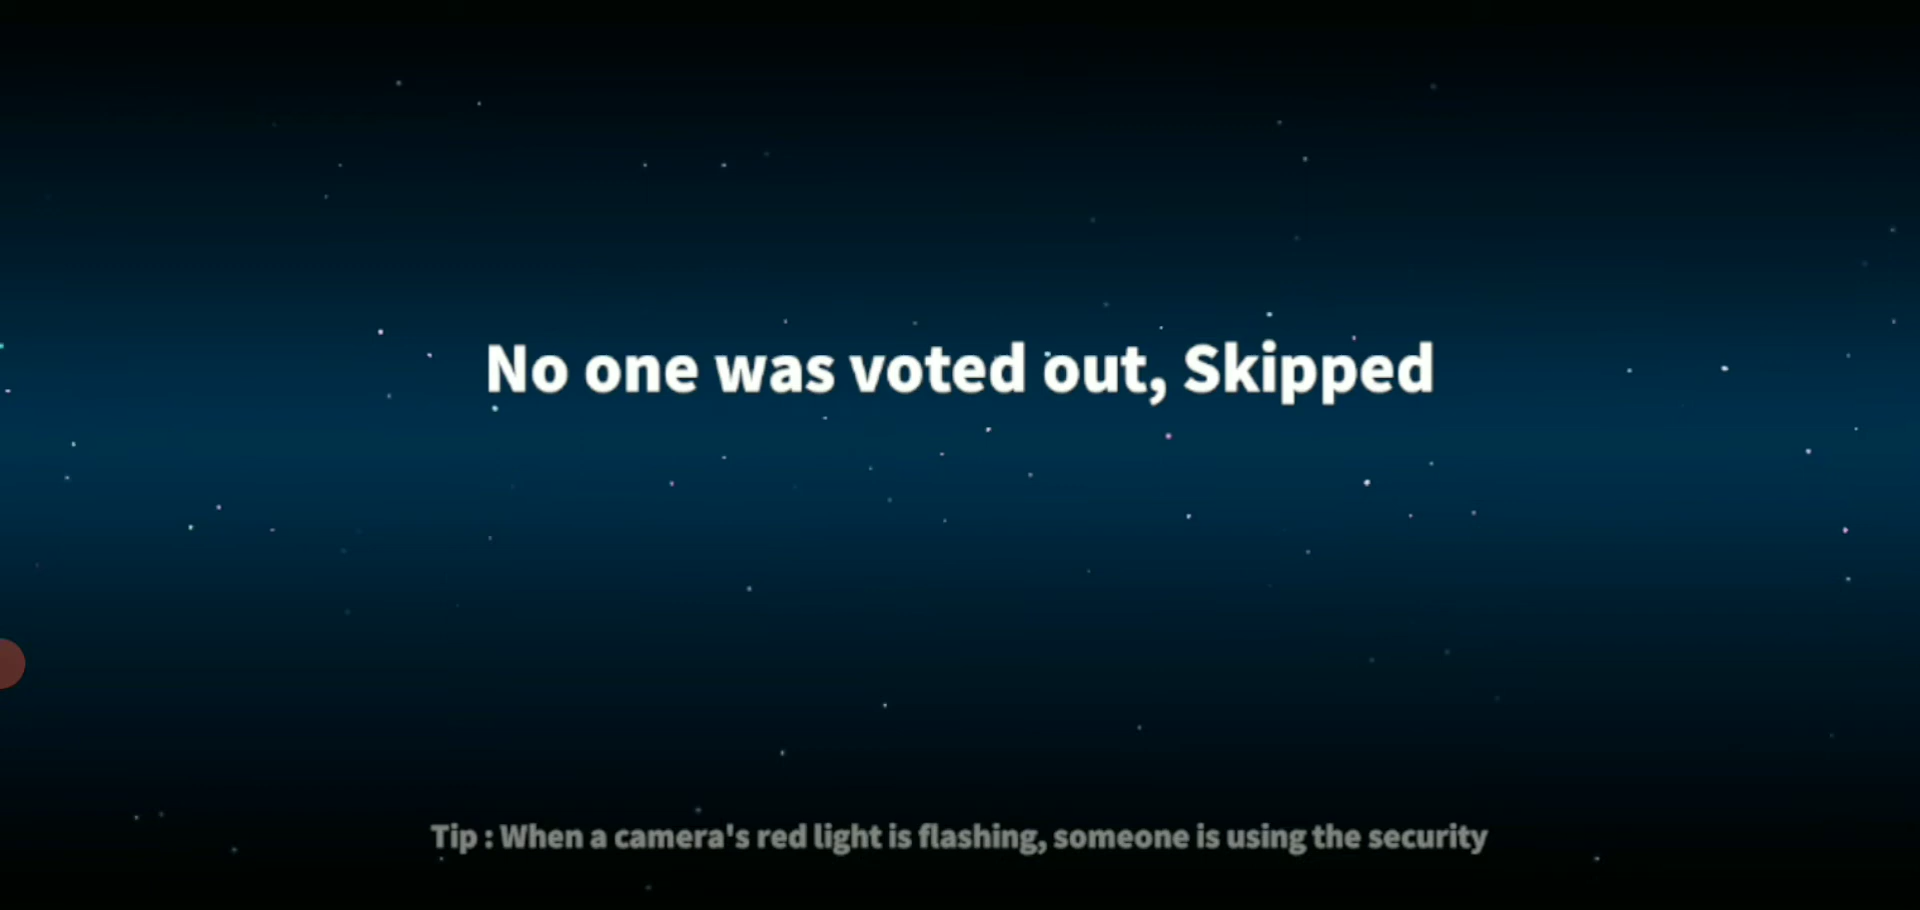 No one was voted out, Skipped
Tip : When a camera's red light is flashing, someone is using the security